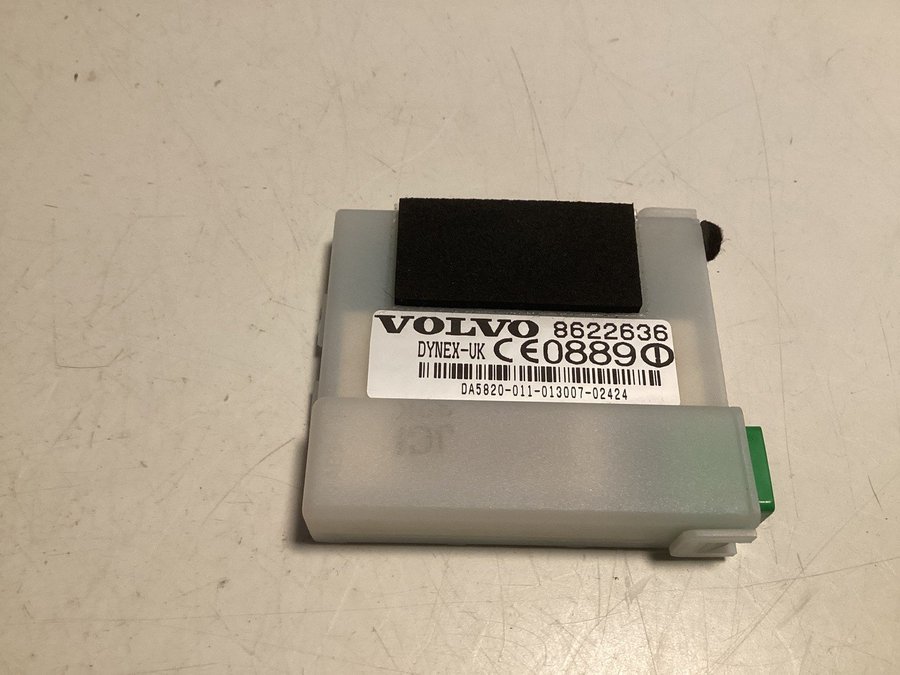 VOLVO 8622636
DYNEX-UK CE0889
DA5820-011-013007-02424